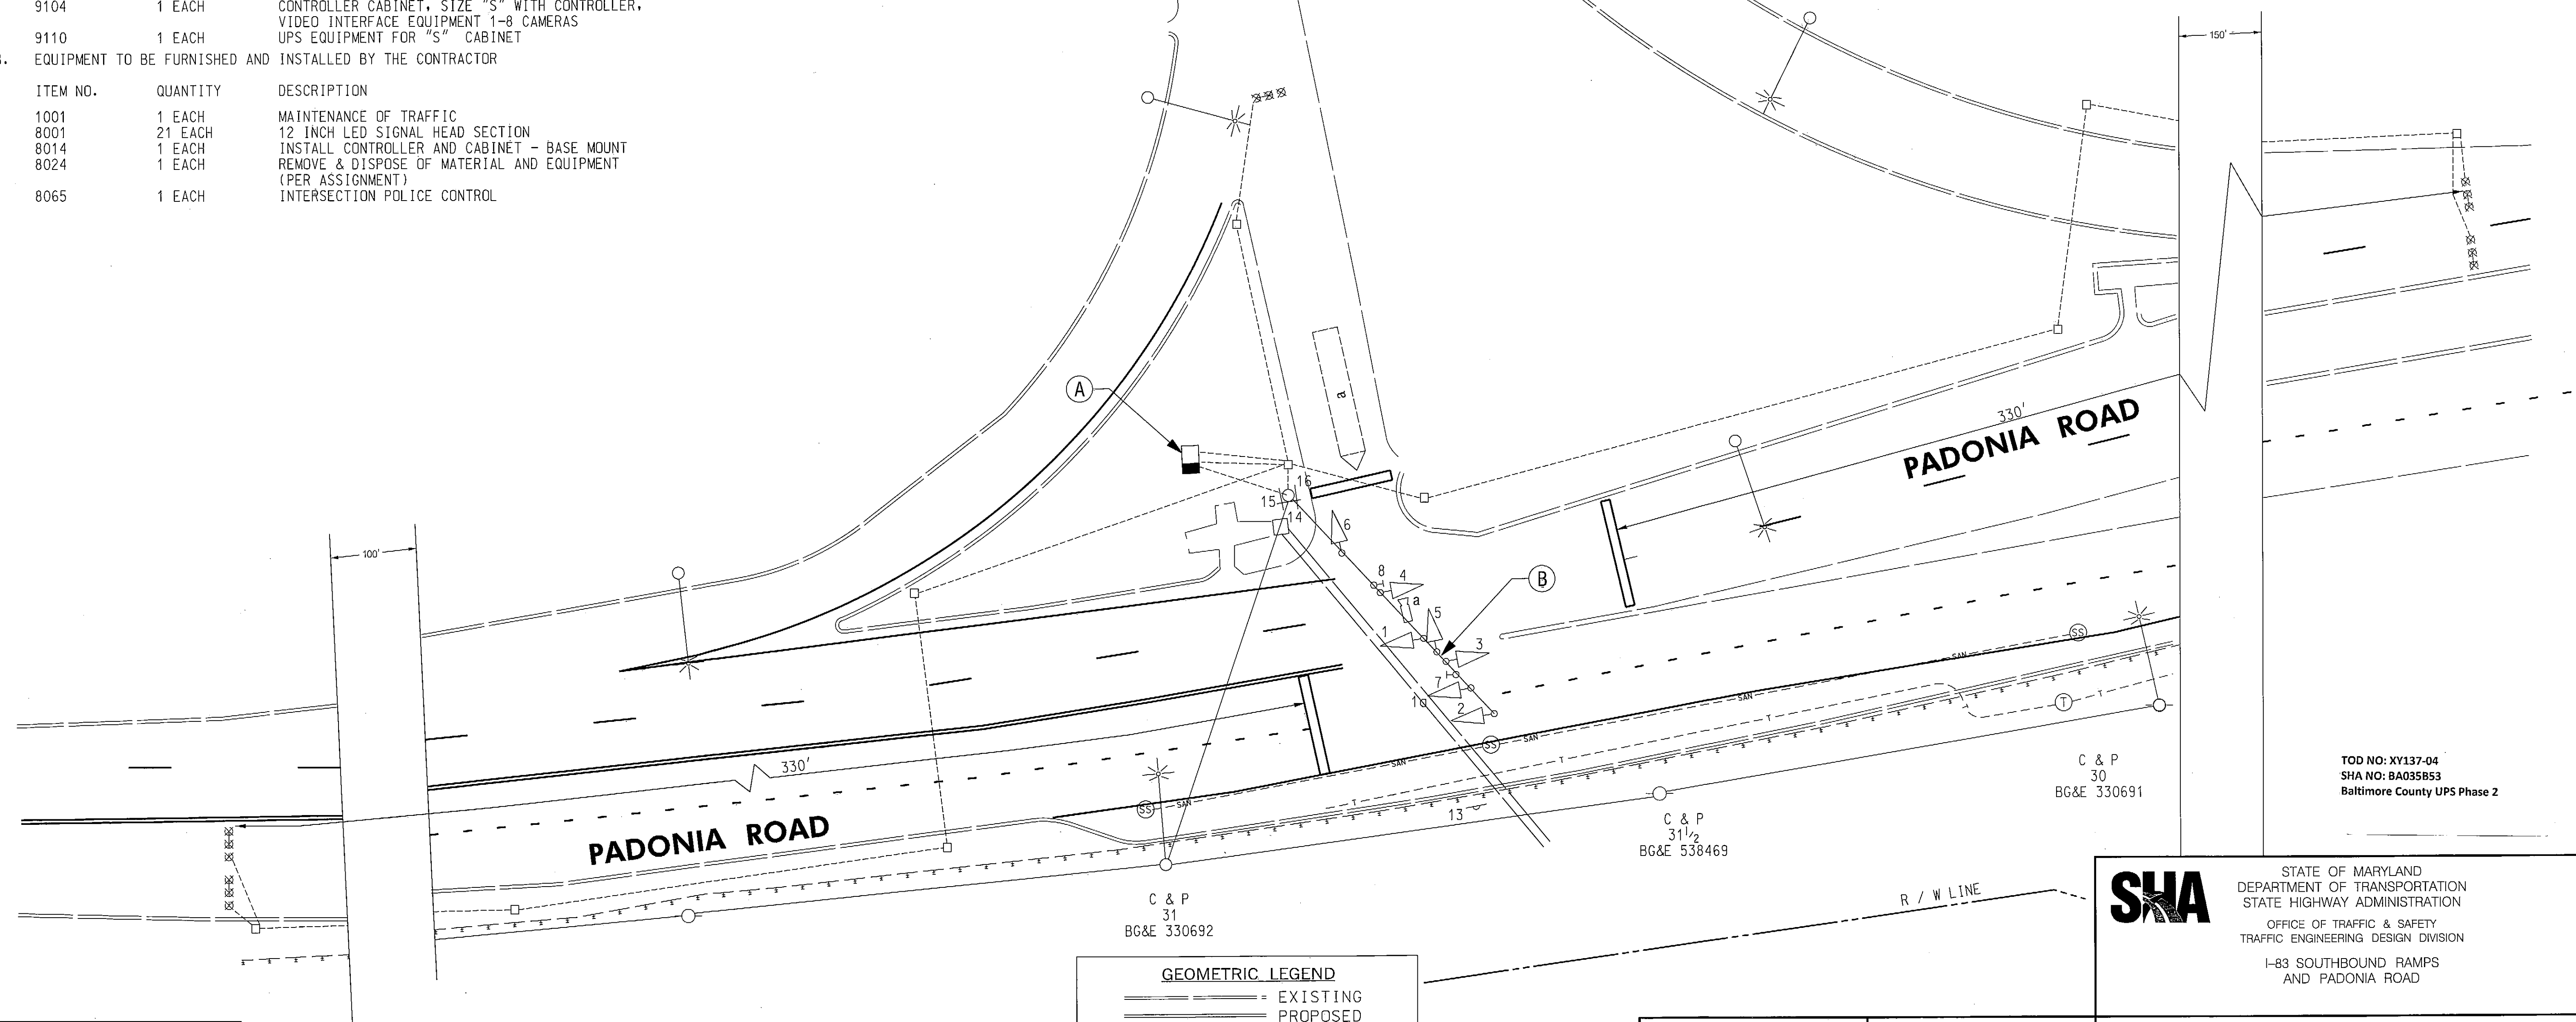 9104 1 EACH CONTROLLER CABINET, SIZE "S" WITH CONTROLLER,
VIDEO INTERFACE EQUIPMENT 1-8 CAMERAS
9110 1 EACH UPS EQUIPMENT FOR "S" CABINET
EQUIPMENT TO BE FURNISHED AND INSTALLED BY THE CONTRACTOR
ITEM NO. QUANTITY DESCRIPTION
1001 1 EACH MAINTENANCE OF TRAFFIC
8001 21 EACH 12 INCH LED SIGNAL HEAD SECTION
8014 1 EACH INSTALL CONTROLLER AND CABINET - BASE MOUNT
8024 1 EACH REMOVE & DISPOSE OF MATERIAL AND EQUIPMENT
(PER ASSIGNMENT)
8065 1 EACH INTERSECTION POLICE CONTROL
150'
A
a
330'
PADONIA ROAD
16
15
14
6
8
4
a
5
1
3
7
1
2
B
100'
330'
PADONIA ROAD
SS
SAN
SAN
SS
SAN
SAN
SAN
SS
T
T
T
T
13
C & P
30
BG&E 330691
C & P
31 1/2
BG&E 538469
C & P
31
BG&E 330692
R / W LINE
TOD NO: XY137-04
SHA NO: BA035B53
Baltimore County UPS Phase 2
GEOMETRIC LEGEND
EXISTING
PROPOSED
SHA
STATE OF MARYLAND
DEPARTMENT OF TRANSPORTATION
STATE HIGHWAY ADMINISTRATION
OFFICE OF TRAFFIC & SAFETY
TRAFFIC ENGINEERING DESIGN DIVISION
I-83 SOUTHBOUND RAMPS
AND PADONIA ROAD